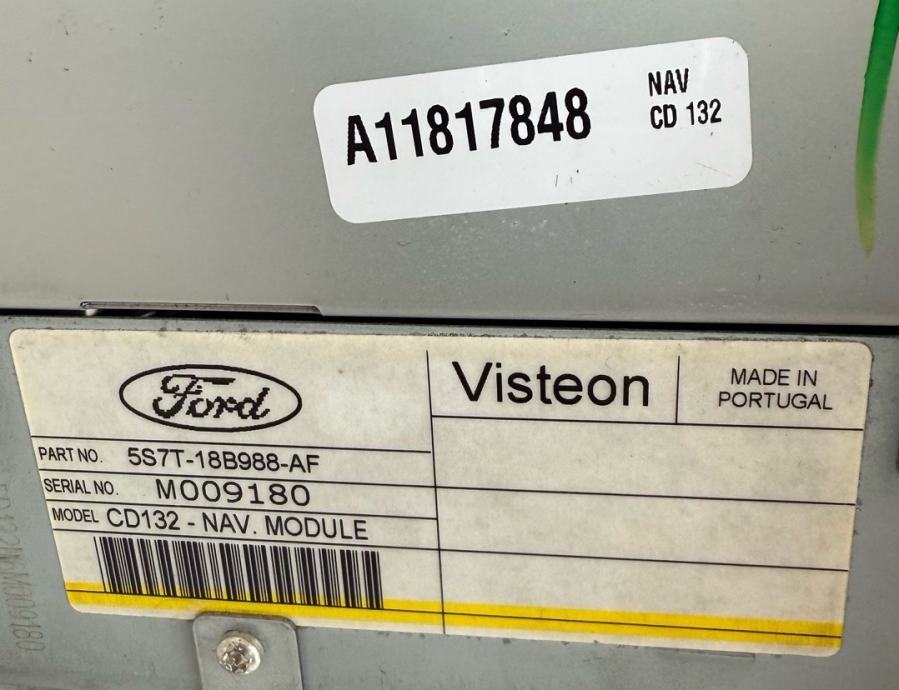 A11817848
NAV
CD 132
Ford
Visteon
MADE IN
PORTUGAL
PART NO. 5S7T-18B988-AF
SERIAL NO. M009180
MODEL CD132 - NAV. MODULE